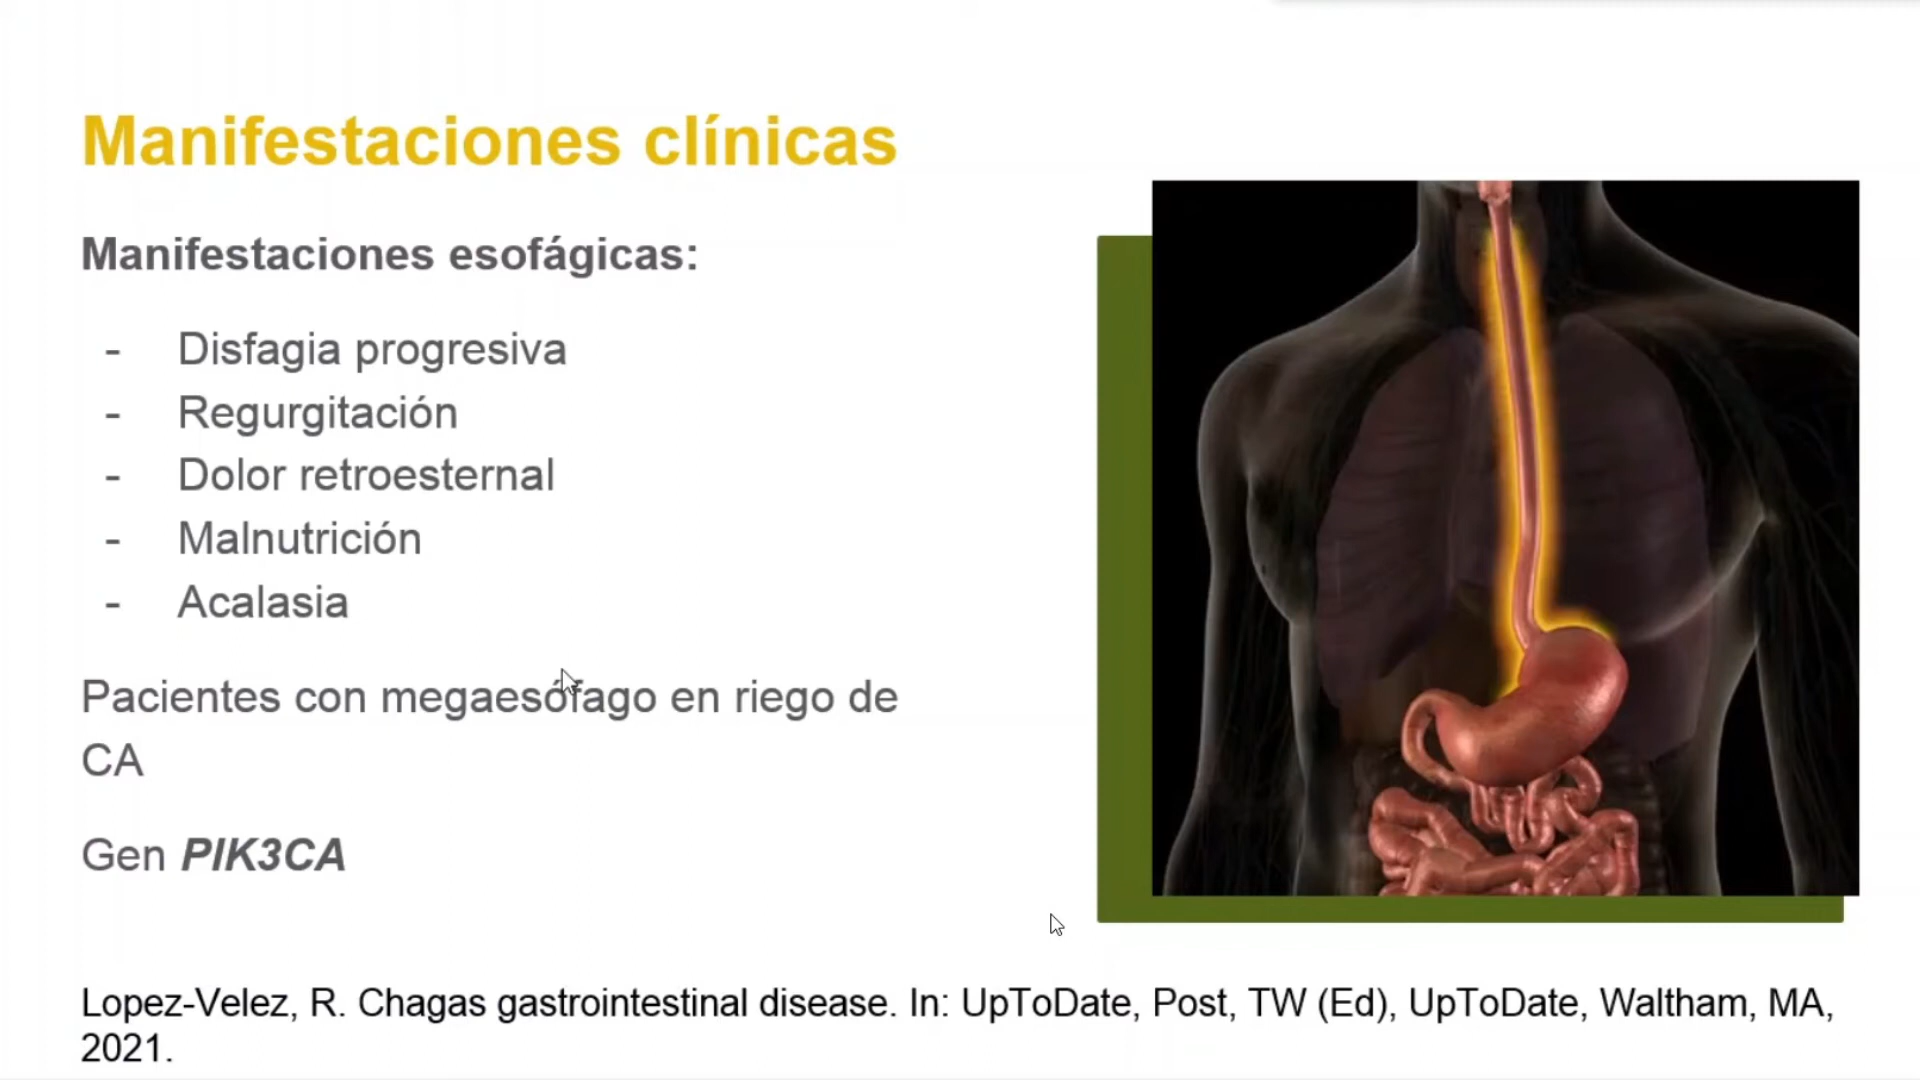 Manifestaciones clínicas
Manifestaciones esofágicas:
- Disfagia progresiva
- Regurgitación
- Dolor retroesternal
- Malnutrición
- Acalasia
Pacientes con megaesófago en riego de
CA
Gen PIK3CA
Lopez-Velez, R. Chagas gastrointestinal disease. In: UpToDate, Post, TW (Ed), UpToDate, Waltham, MA,
2021.